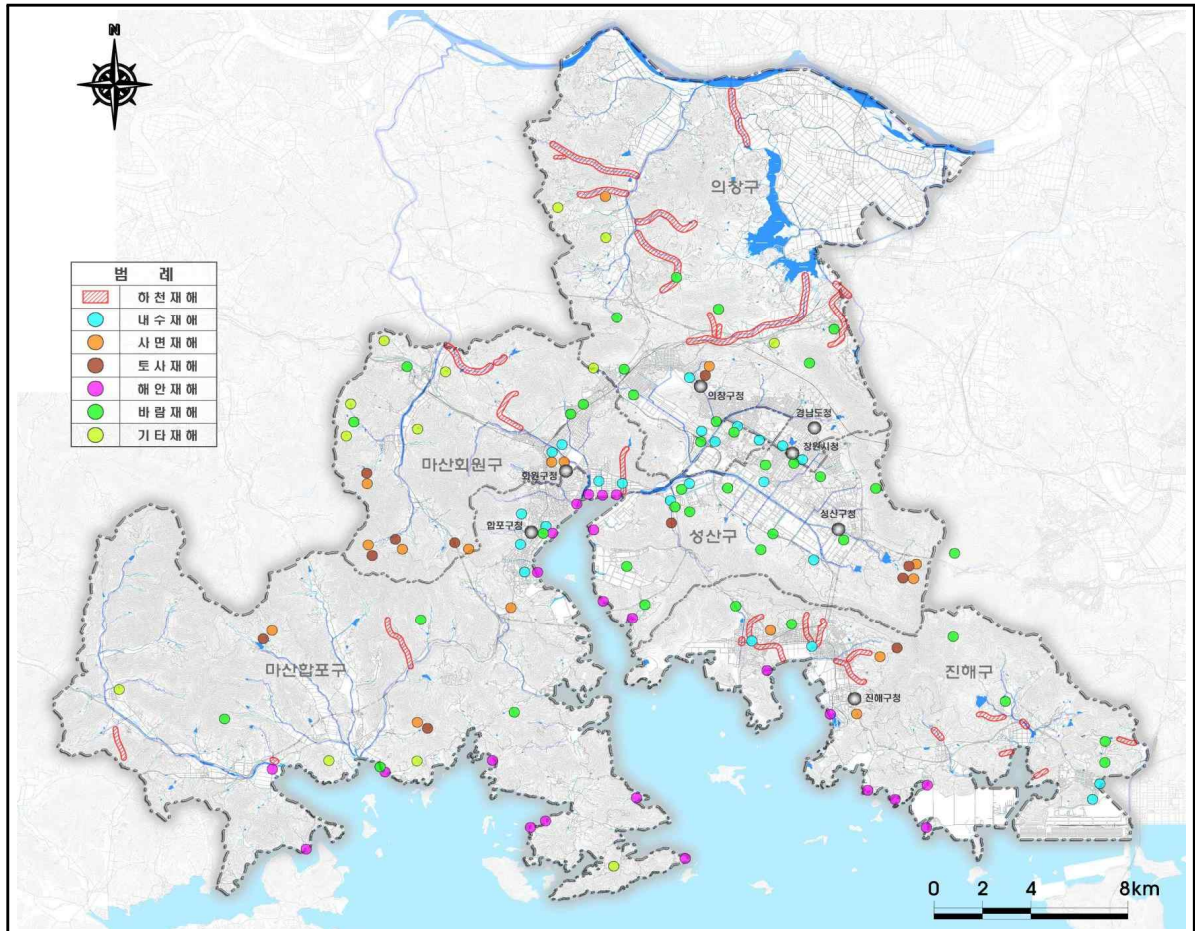 N
의창구
범 례
하천재해
내수재해
사면재해
토사재해
해안재해
바람재해
기타재해
의창구청
경남도청
창원시청
마산회원구
회원구청
합포구청
성산구
성산구청
마산합포구
진해구
진해구청
0 2 4 8km